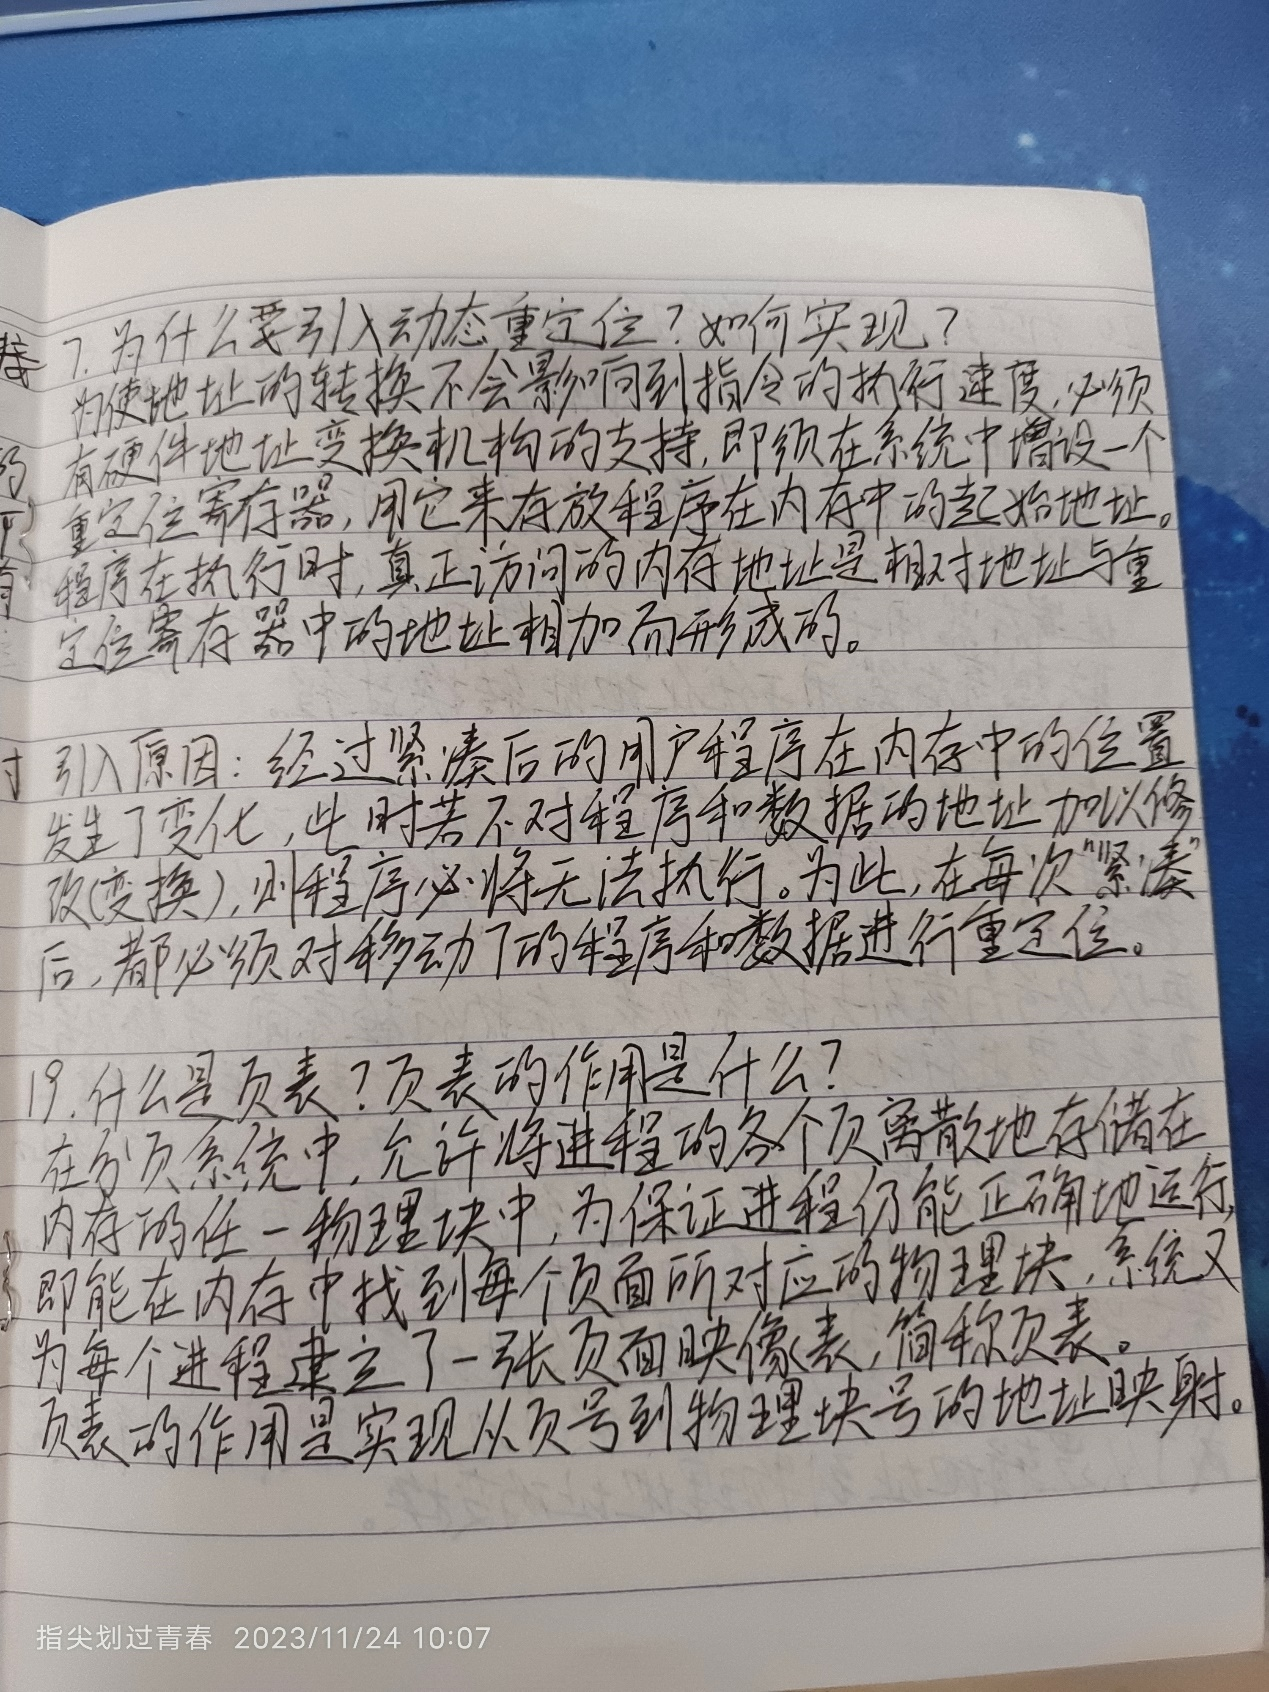 7.为什么要引入动态重定位?如何实现?
为使地址的转换不会影响到指令的执行速度,必须
有硬件地址变换机构的支持,即须在系统中增设一个
重定位寄存器,用它来存放程序在内存中的起始地址。
程序在执行时,真正访问的内存地址是相对地址与重
定位寄存器中的地址相加而形成的。
引入原因:经过紧凑后的用户程序在内存中的位置
发生了变化,此时若不对程序和数据的地址加以修
改(变换),则程序必将无法执行。为此,在每次"紧凑"
后,都必须对移动了的程序和数据进行重定位。
19.什么是页表?页表的作用是什么?
在分页系统中,允许将进程的各个页离散地存储在
内存的任一物理块中,为保证进程仍能正确地运行,
即能在内存中找到每个页面所对应的物理块,系统又
为每个进程建立了一张页面映像表,简称页表。
页表的作用是实现从页号到物理块号的地址映射。
指尖划过青春 2023/11/24 10:07